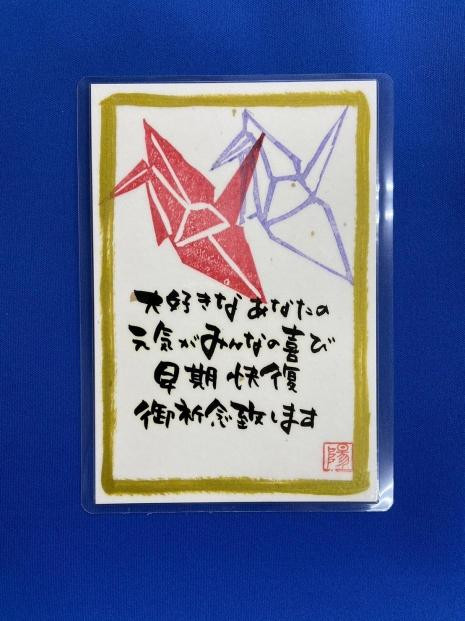 大好きなあなたの
元気がみんなの喜び
早期快復
御祈念致します
陽